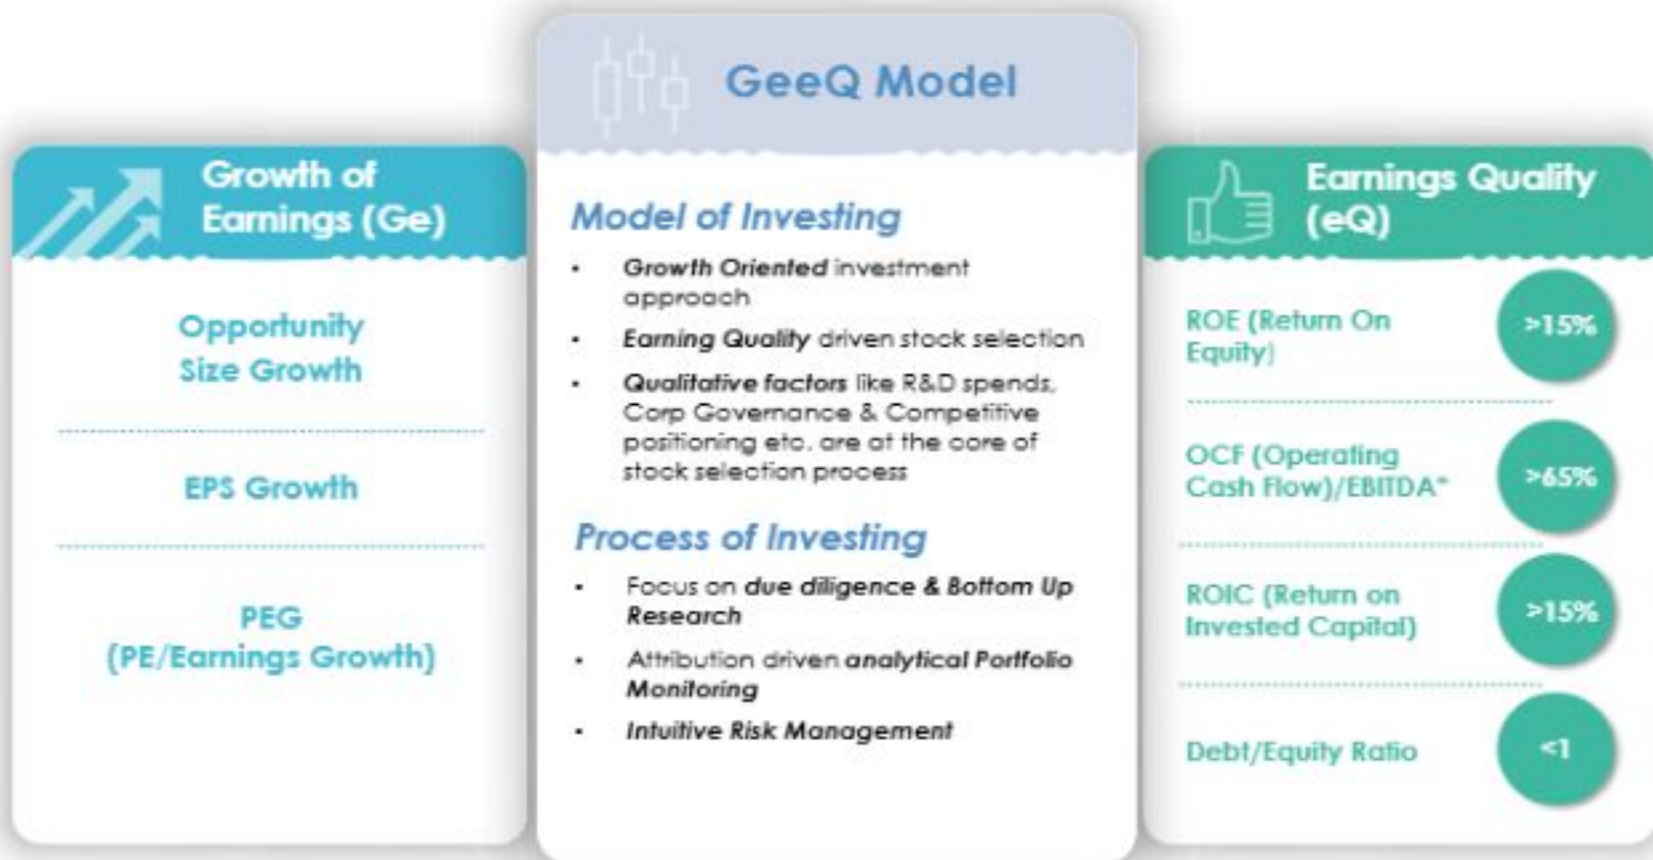 Growth of
Earnings (Ge)
Opportunity
Size Growth
EPS Growth
PEG
(PE/Earnings Growth)
GeeQ Model
Model of Investing
▪ Growth Oriented investment
approach
▪ Earning Quality driven stock selection
▪ Qualitative factors like R&D spends,
Corp Governance & Competitive
positioning etc. are at the core of
stock selection process
Process of Investing
▪ Focus on due diligence & Bottom Up
Research
▪ Attribution driven analytical Portfolio
Monitoring
▪ Intuitive Risk Management
Earnings Quality
(eQ)
ROE (Return On
Equity)
>15%
OCF (Operating
Cash Flow)/EBITDA*
>65%
ROIC (Return on
Invested Capital)
>15%
Debt/Equity Ratio
<1